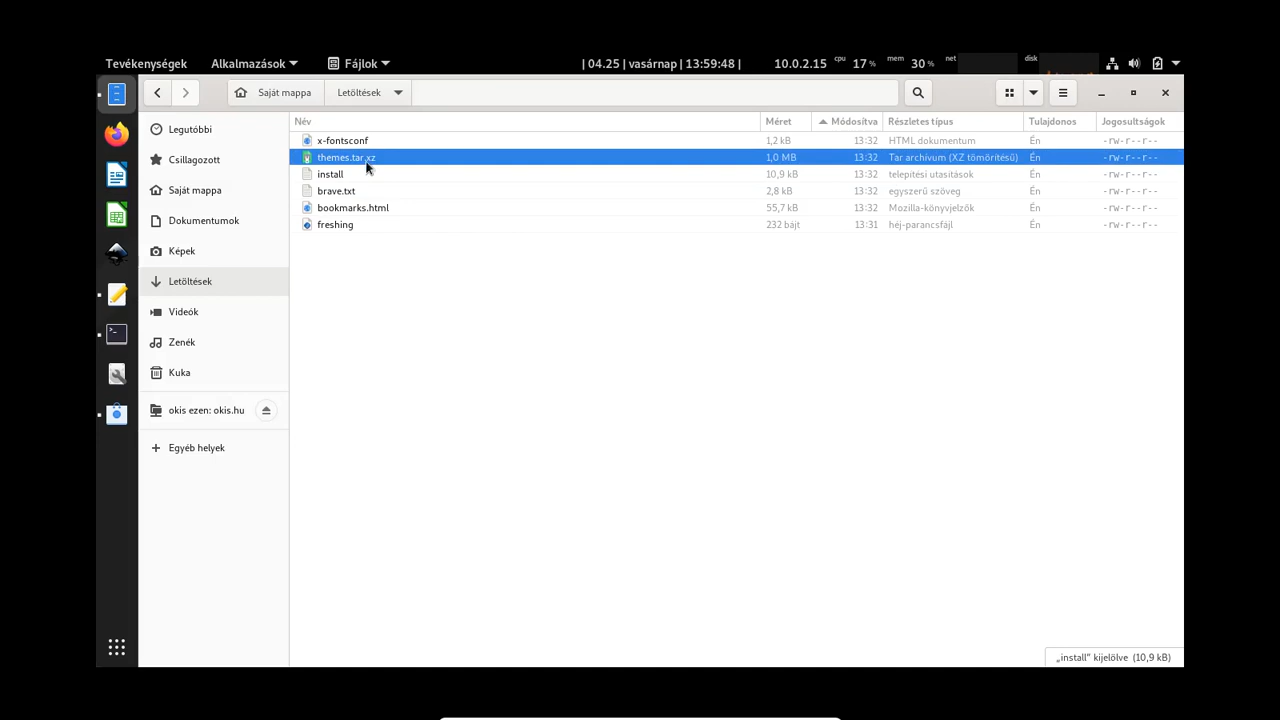 Tevékenységek Alkalmazások Fájlok | 04.25 | vasárnap | 13:59:48 | 10.0.2.15 cpu 17 % mem 30 % net disk
Saját mappa Letöltések
Név Méret Módosítva Részletes típus Tulajdonos Jogosultságok
x-fontsconf 1,2 kB 13:32 HTML dokumentum Én -rw-r--r--
themes.tar.xz 1,0 MB 13:32 Tar archívum (XZ tömörítésű) Én -rw-r--r--
install 10,9 kB 13:32 telepítési utasítások Én -rw-r--r--
brave.txt 2,8 kB 13:32 egyszerű szöveg Én -rw-r--r--
bookmarks.html 55,7 kB 13:32 Mozilla-könyvjelzők Én -rw-r--r--
freshing 232 bájt 13:31 héj-parancsfájl Én -rw-r--r--
Legutóbbi
Csillagozott
Saját mappa
Dokumentumok
Képek
Letöltések
Videók
Zenék
Kuka
okis ezen: okis.hu
Egyéb helyek
„install” kijelölve (10,9 kB)